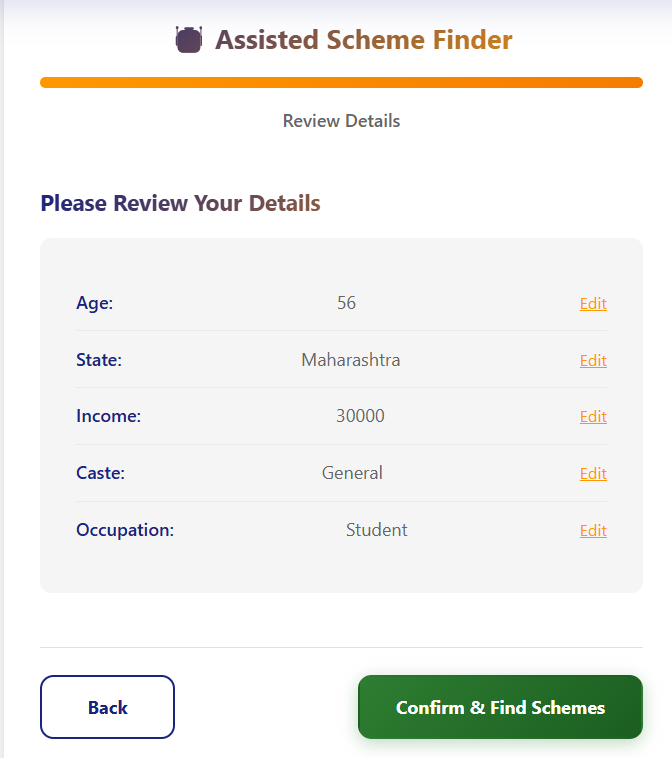 Assisted Scheme Finder
Review Details
Please Review Your Details
Age: 56 Edit
State: Maharashtra Edit
Income: 30000 Edit
Caste: General Edit
Occupation: Student Edit
Back Confirm & Find Schemes